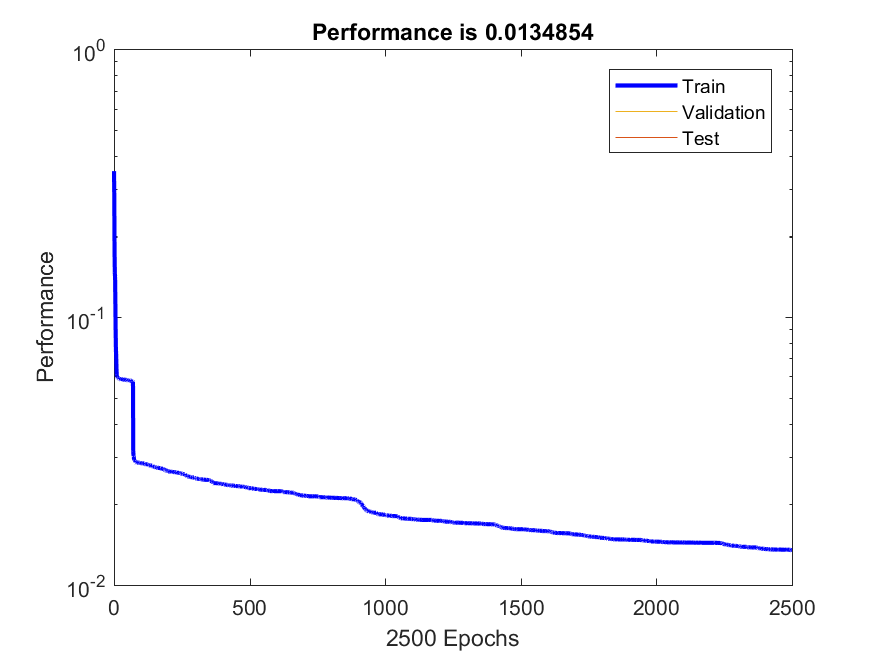 Performance is 0.0134854
Train
Validation
Test
Performance
10^0
10^-1
10^-2
0 500 1000 1500 2000 2500
2500 Epochs